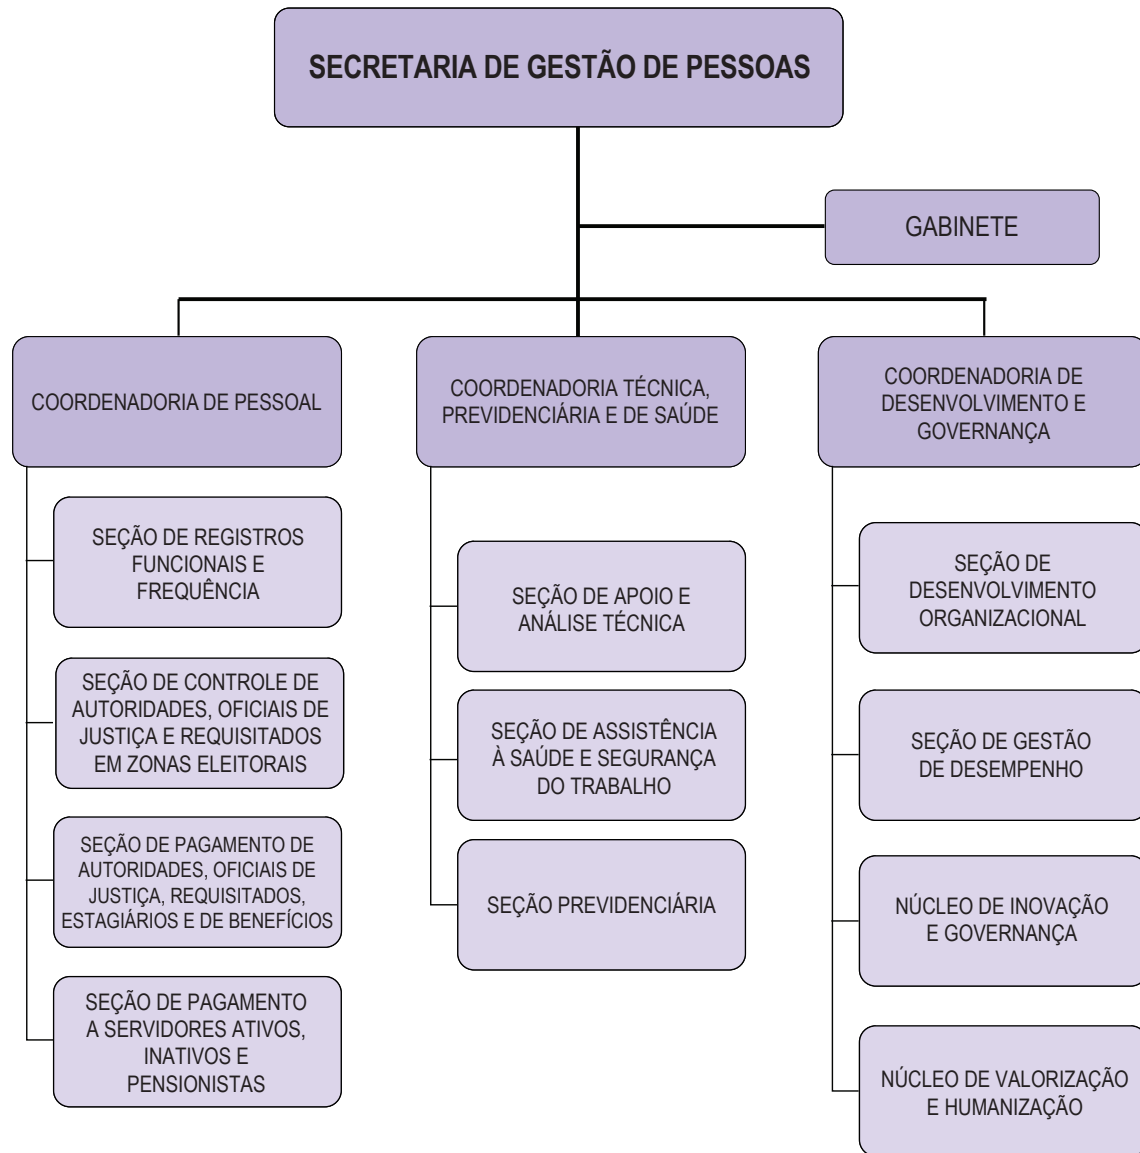 SECRETARIA DE GESTÃO DE PESSOAS
GABINETE
COORDENADORIA DE PESSOAL
SEÇÃO DE REGISTROS
FUNCIONAIS E
FREQUÊNCIA
SEÇÃO DE CONTROLE DE
AUTORIDADES, OFICIAIS DE
JUSTIÇA E REQUISITADOS
EM ZONAS ELEITORAIS
SEÇÃO DE PAGAMENTO DE
AUTORIDADES, OFICIAIS DE
JUSTIÇA, REQUISITADOS,
ESTAGIÁRIOS E DE BENEFÍCIOS
SEÇÃO DE PAGAMENTO
A SERVIDORES ATIVOS,
INATIVOS E
PENSIONISTAS
COORDENADORIA TÉCNICA,
PREVIDENCIÁRIA E DE SAÚDE
SEÇÃO DE APOIO E
ANÁLISE TÉCNICA
SEÇÃO DE ASSISTÊNCIA
À SAÚDE E SEGURANÇA
DO TRABALHO
SEÇÃO PREVIDENCIÁRIA
COORDENADORIA DE
DESENVOLVIMENTO E
GOVERNANÇA
SEÇÃO DE
DESENVOLVIMENTO
ORGANIZACIONAL
SEÇÃO DE GESTÃO
DE DESEMPENHO
NÚCLEO DE INOVAÇÃO
E GOVERNANÇA
NÚCLEO DE VALORIZAÇÃO
E HUMANIZAÇÃO